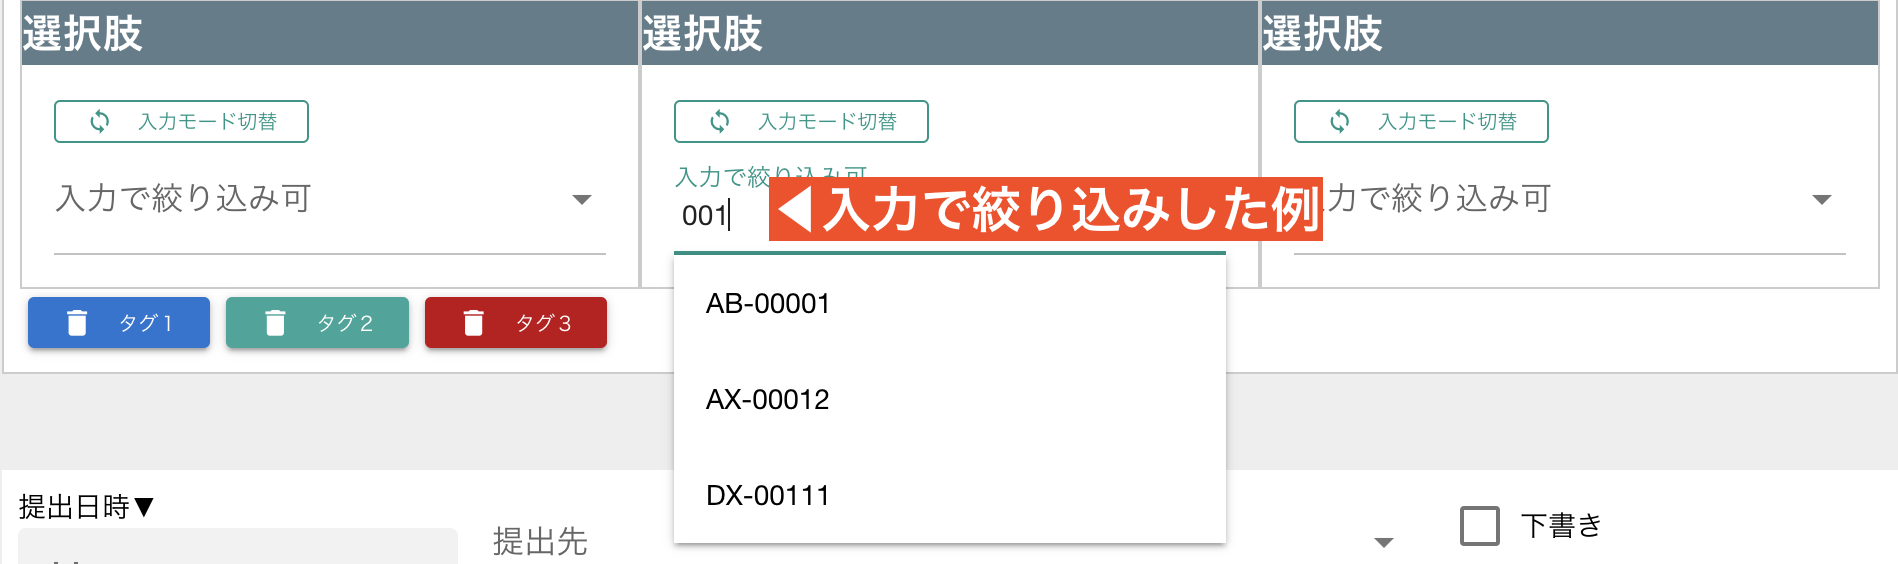 選択肢
選択肢
選択肢
入力モード切替
入力モード切替
入力モード切替
入力で絞り込み可
入力で絞り込み可
001
◀入力で絞り込みした例
入力で絞り込み可
AB-00001
AX-00012
DX-00111
タグ1
タグ2
タグ3
提出日時▼
提出先
下書き